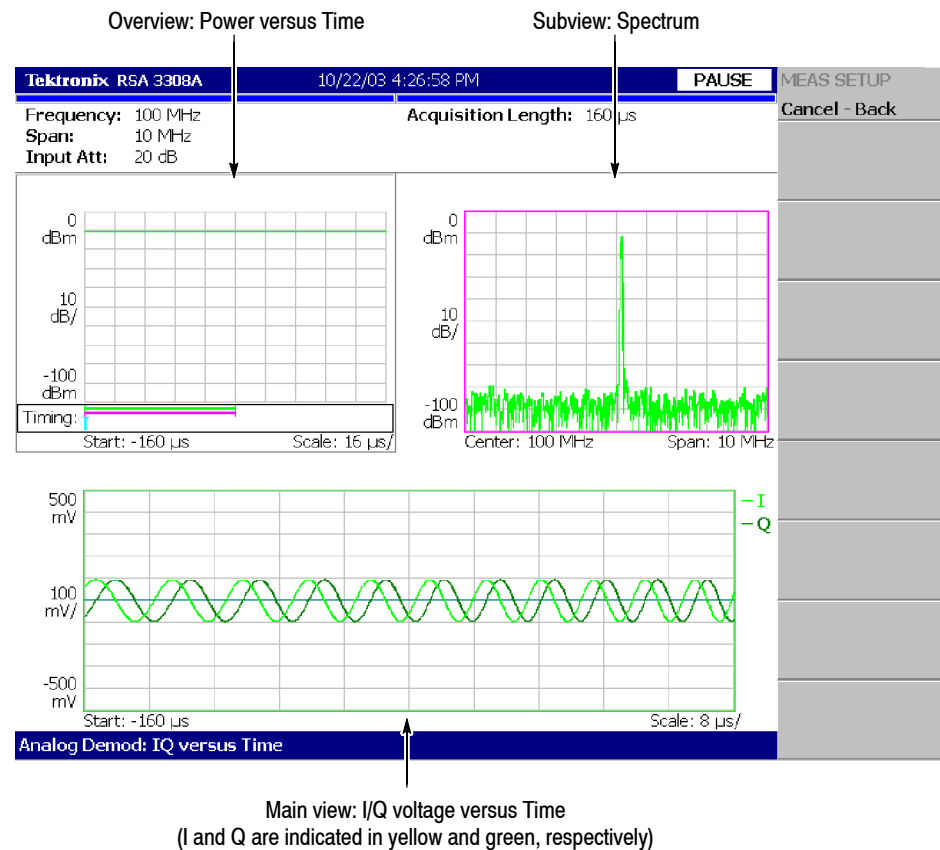 Overview: Power versus Time
Subview: Spectrum
Tektronix RSA 3308A 10/22/03 4:26:58 PM PAUSE
MEAS SETUP
Cancel - Back
Frequency: 100 MHz
Span: 10 MHz
Input Att: 20 dB
Acquisition Length: 160 µs
0
dBm
10
dB/
-100
dBm
Timing:
Start: -160 µs
Scale: 16 µs/
0
dBm
10
dB/
-100
dBm
Center: 100 MHz
Span: 10 MHz
500
mV
100
mV/
-500
mV
Start: -160 µs
Scale: 8 µs/
I
Q
Analog Demod: IQ versus Time
Main view: I/Q voltage versus Time
(I and Q are indicated in yellow and green, respectively)